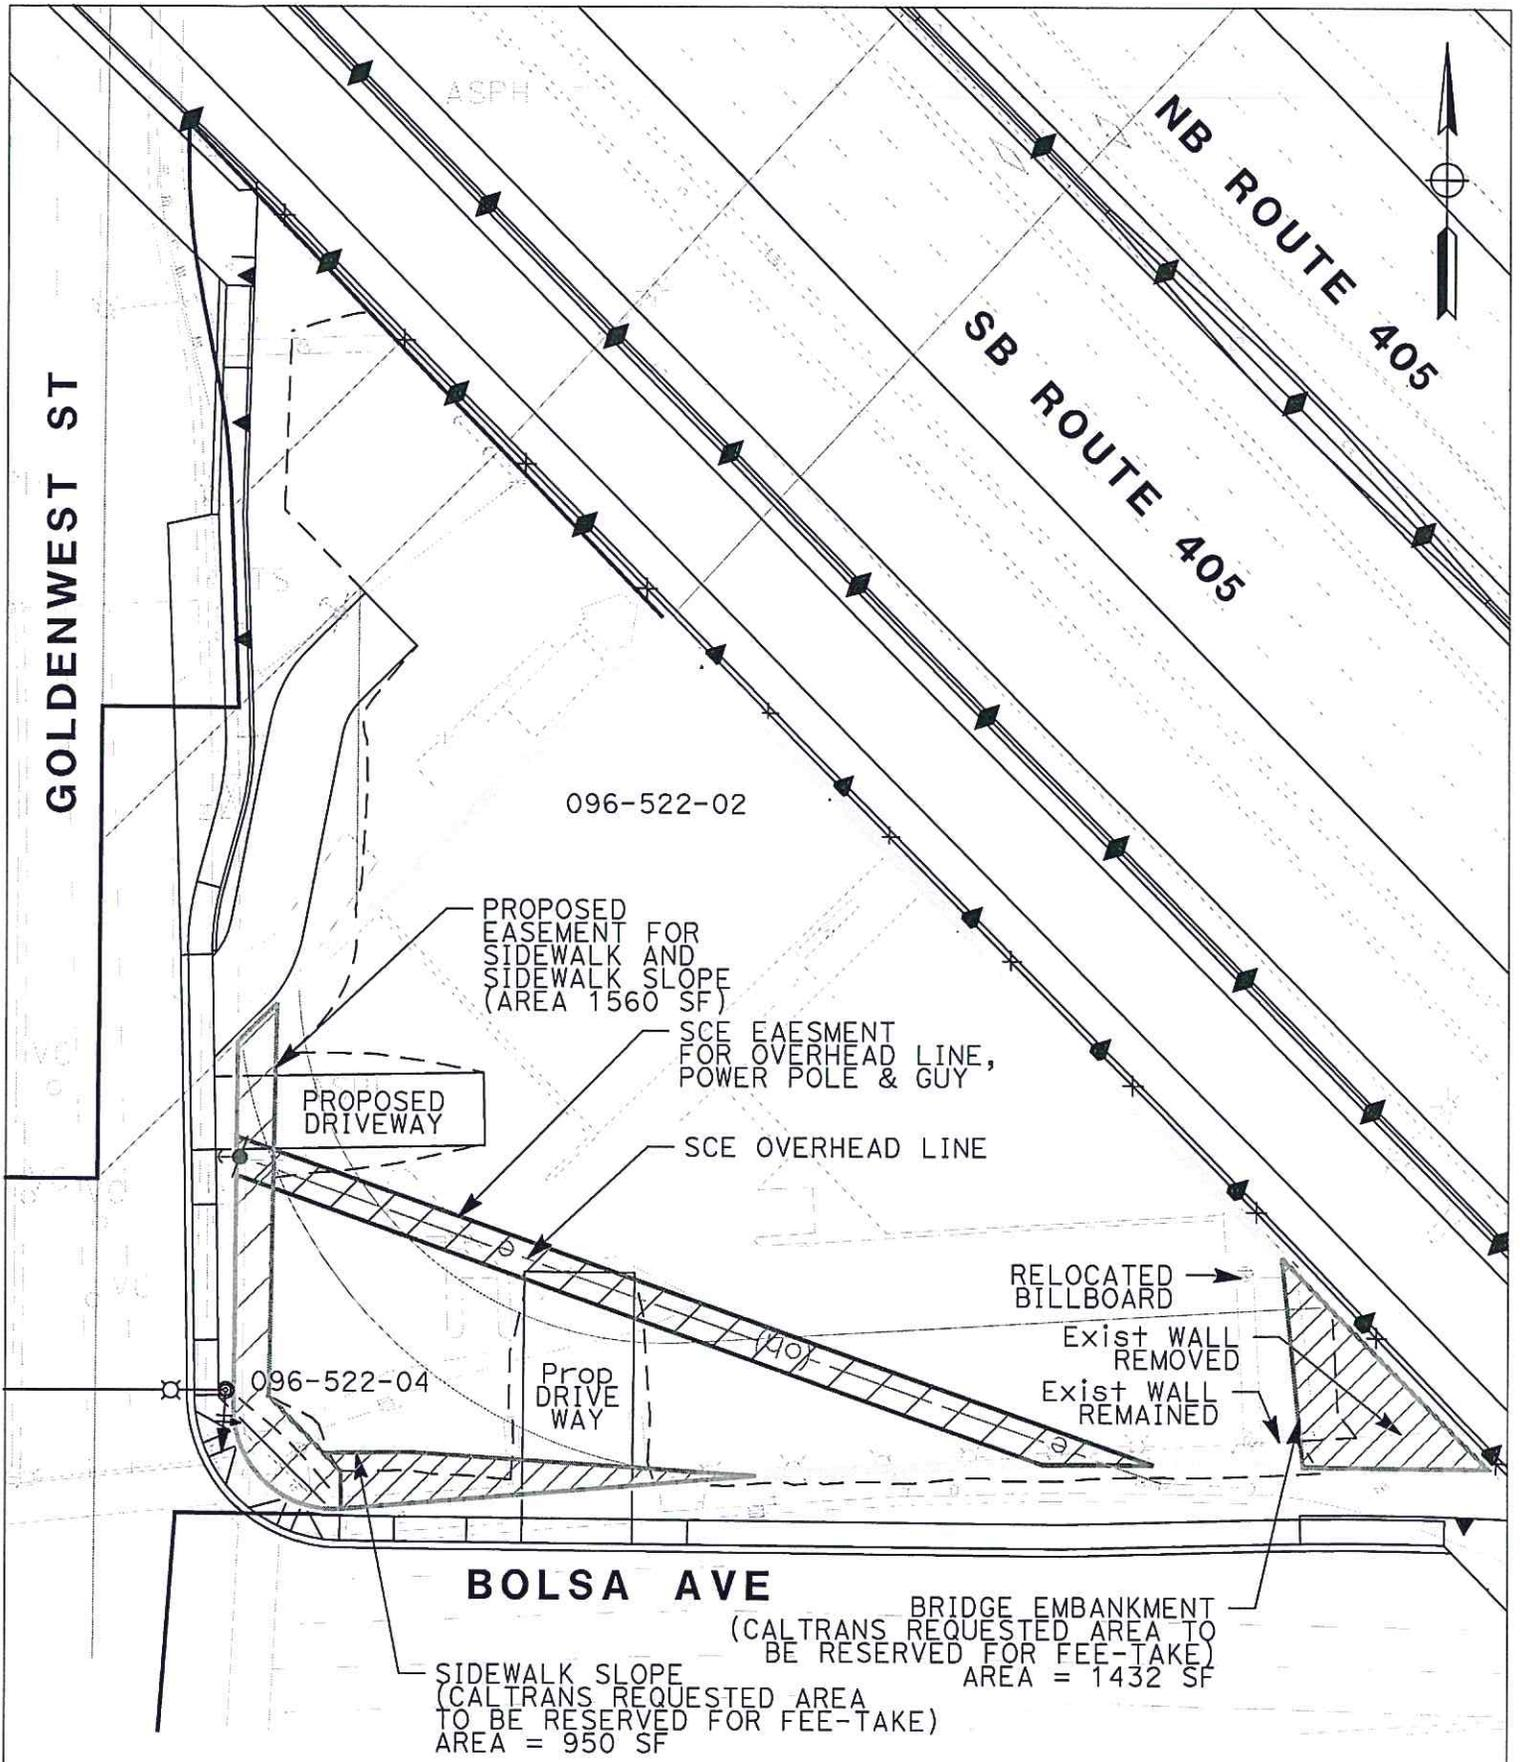 ASPH
NB ROUTE 405
SB ROUTE 405
GOLDENWEST ST
096-522-02
PROPOSED
EASEMENT FOR
SIDEWALK AND
SIDEWALK SLOPE
(AREA 1560 SF)
SCE EAESMENT
FOR OVERHEAD LINE,
POWER POLE & GUY
PROPOSED
DRIVEWAY
SCE OVERHEAD LINE
RELOCATED
BILLBOARD
Exist WALL
REMOVED
Exist WALL
REMAINED
096-522-04
Prop
DRIVE
WAY
BOLSA AVE
BRIDGE EMBANKMENT
(CALTRANS REQUESTED AREA TO
BE RESERVED FOR FEE-TAKE)
AREA = 1432 SF
SIDEWALK SLOPE
(CALTRANS REQUESTED AREA
TO BE RESERVED FOR FEE-TAKE)
AREA = 950 SF